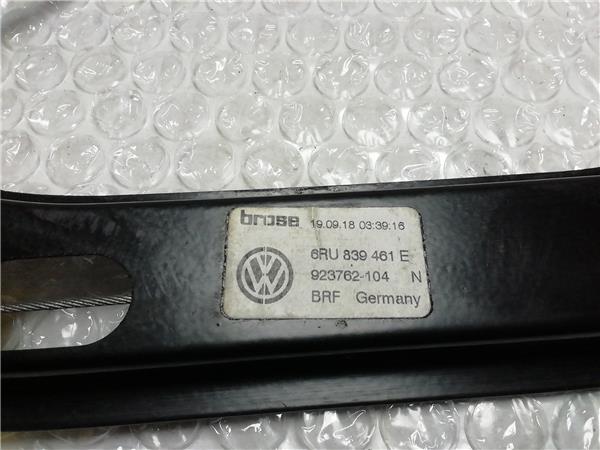 brose 19.09.18 03:39:16
6RU 839 461 E
923762-104 N
BRF Germany